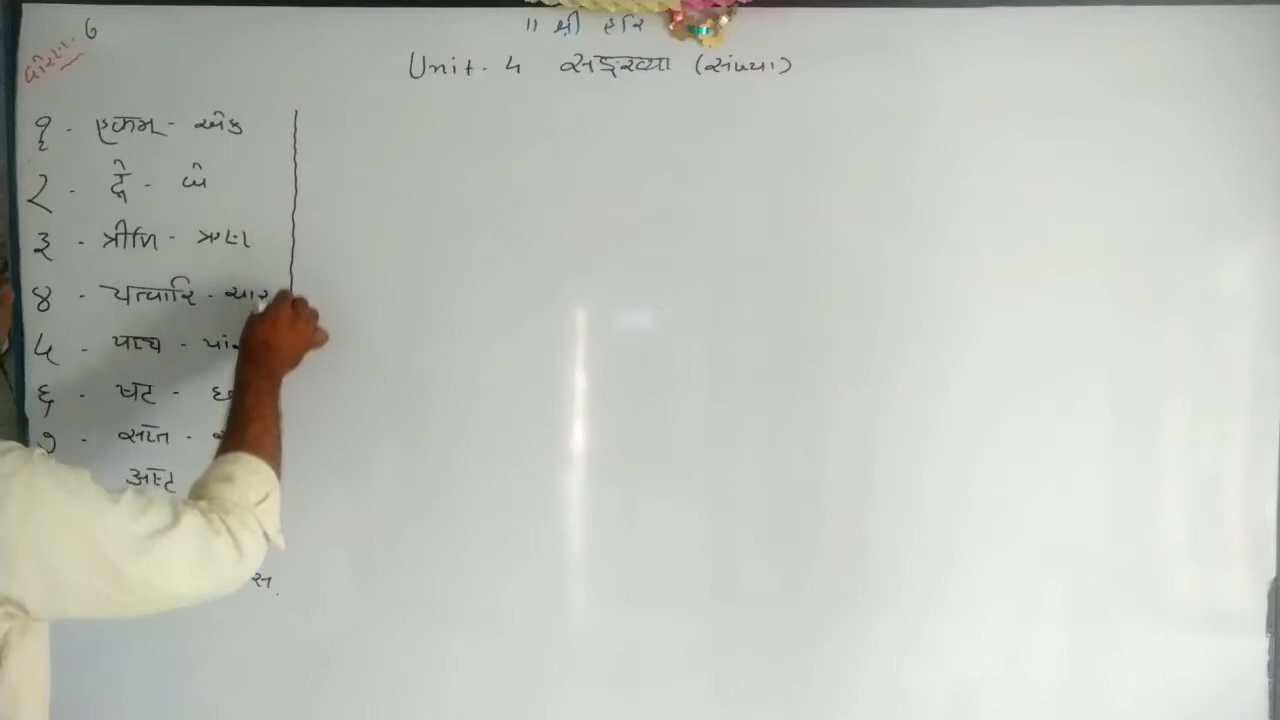 ॥ श्री हरि
ધોરણ. 6
Unit. 4 सङ्ख्या (સંખ્યા)
१. एकम - એક
२. द्वे - બે
३. त्रीणि - ત્રણ
४. चत्वारि - ચાર
५. पञ्च -
६. षट -
७. सप्त -
अष्ट